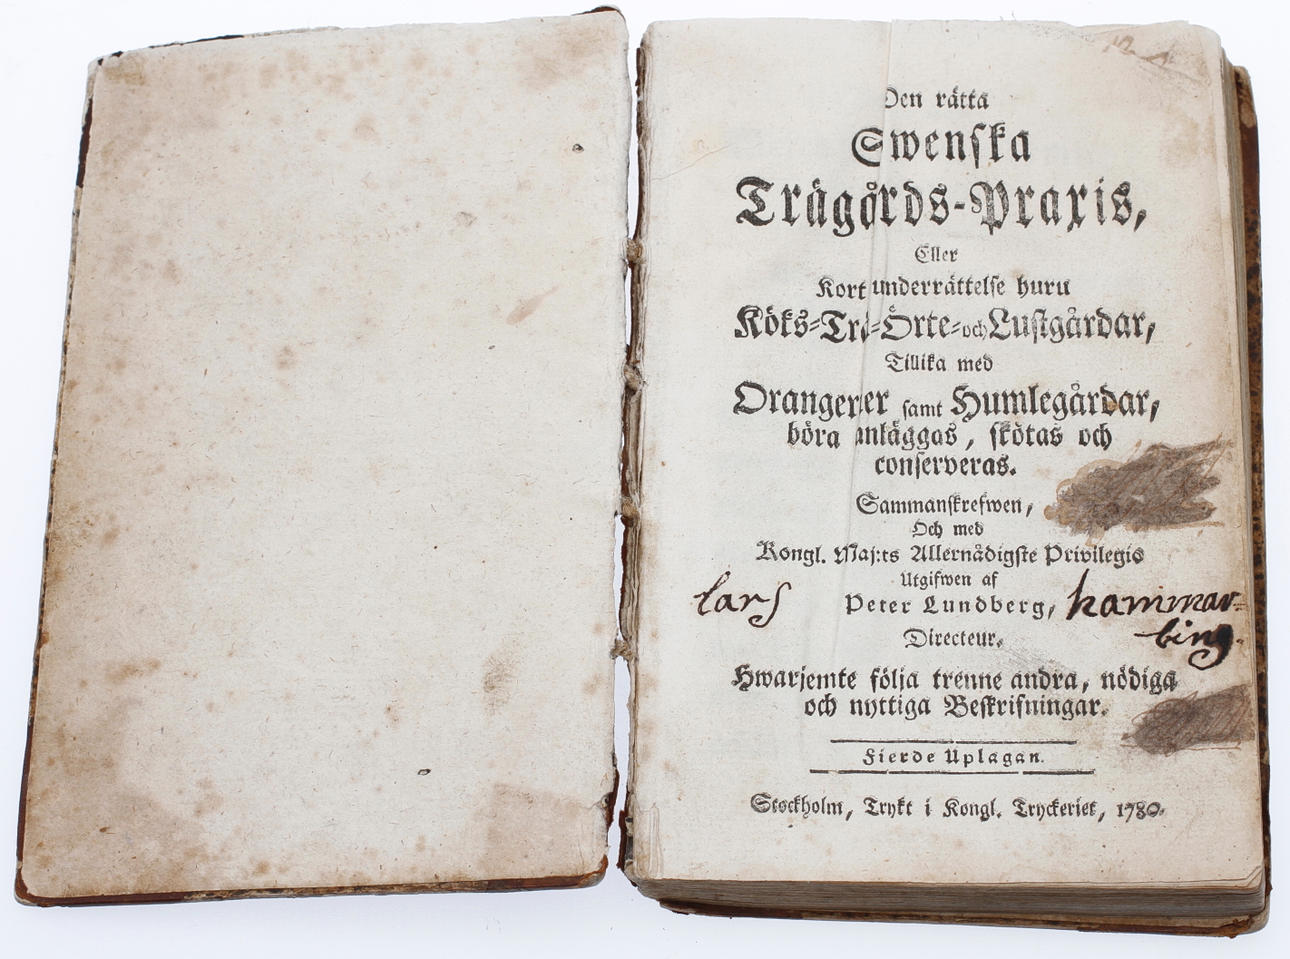 Den rätta
Swenska
Trägårds-Praxis,
Eller
Kort underrättelse huru
Köks-Trä-Örte-och Lustgårdar,
Tillika med
Orangerier samt Humlegårdar,
böra anläggas, skötas och
conserveras.
Sammanskrefwen,
Och med
Kongl. Maj:ts Allernådigste Privilegio
Utgifwen af
lars Peter Lundberg, hammar-
bing.
Directeur.
Hwarjemte följa trenne andra, nödiga
och nyttiga Beskrifningar.
Fierde Uplagan.
Stockholm, Tryckt i Kongl. Tryckeriet, 1780.